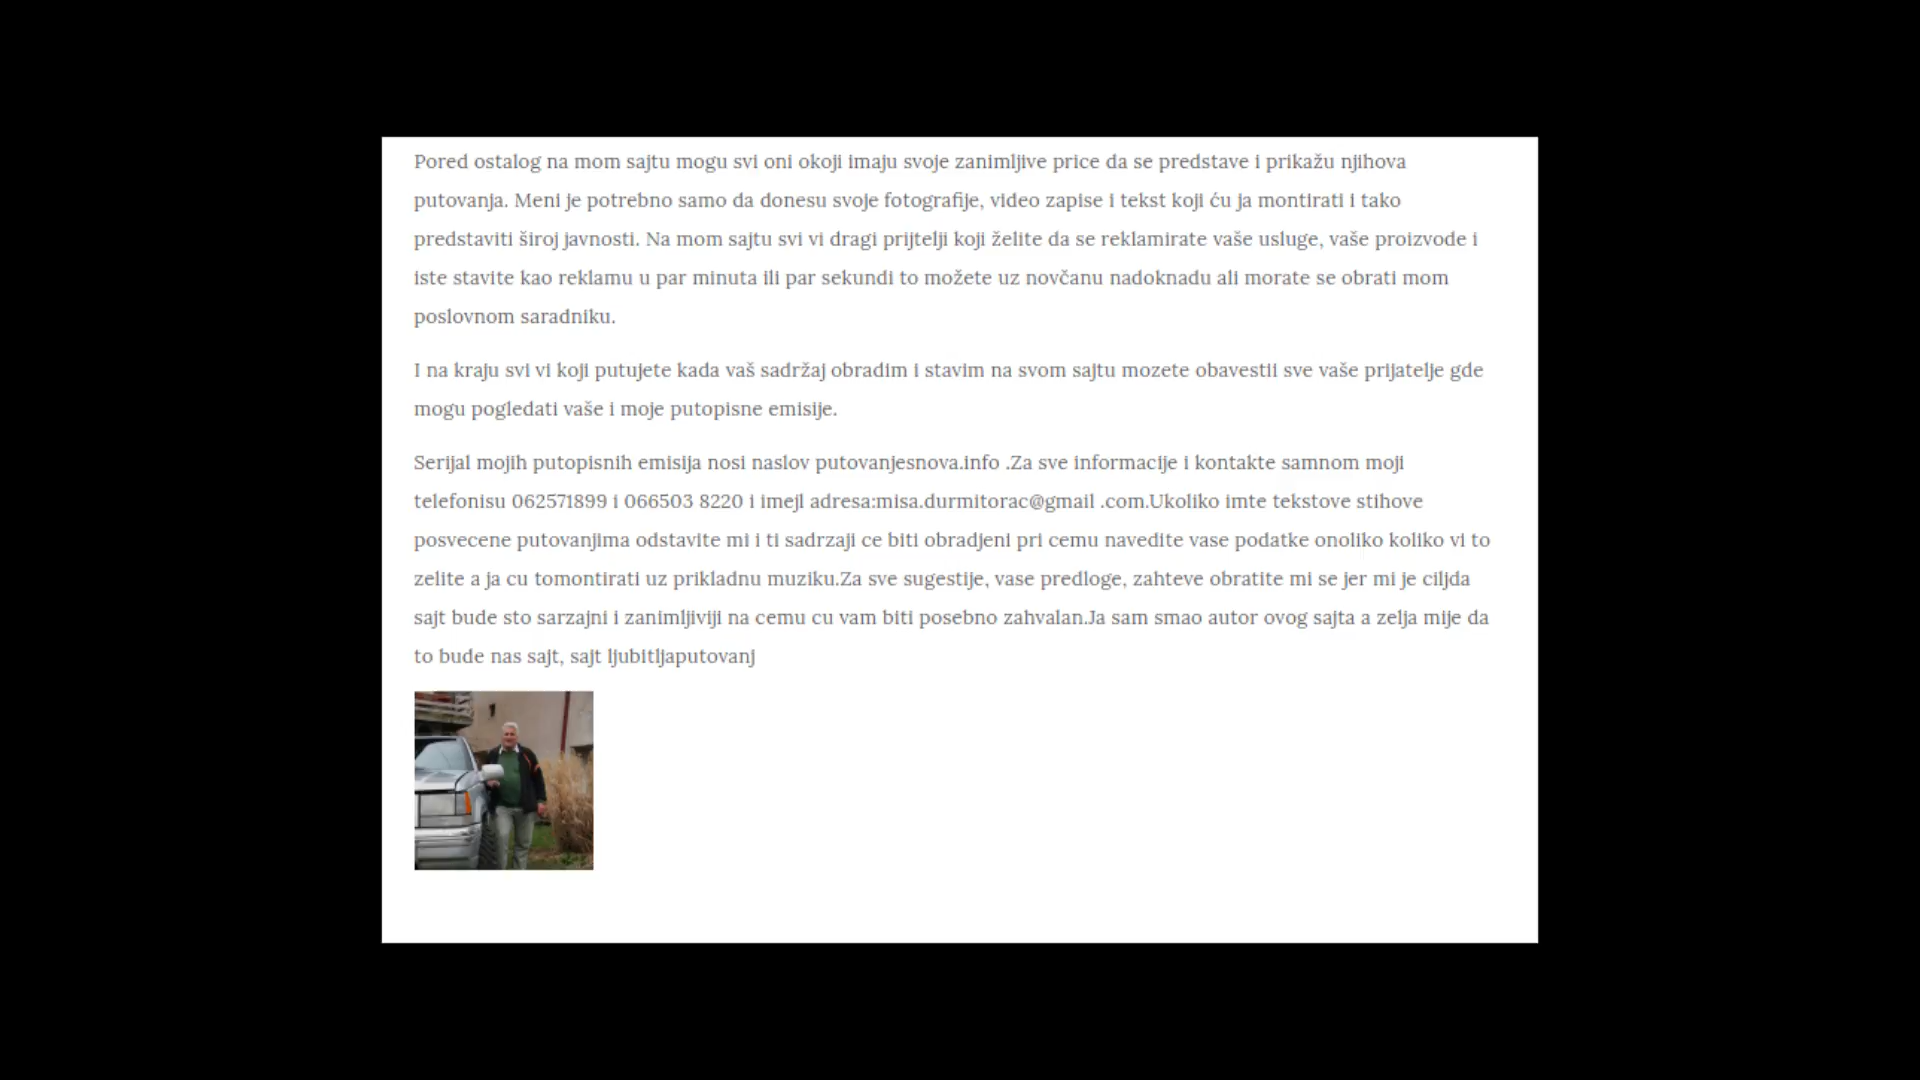 Pored ostalog na mom sajtu mogu svi oni okoji imaju svoje zanimljive price da se predstave i prikažu njihova
putovanja. Meni je potrebno samo da donesu svoje fotografije, video zapise i tekst koji ću ja montirati i tako
predstaviti široj javnosti. Na mom sajtu svi vi dragi prijtelji koji želite da se reklamirate vaše usluge, vaše proizvode i
iste stavite kao reklamu u par minuta ili par sekundi to možete uz novčanu nadoknadu ali morate se obrati mom
poslovnom saradniku.
I na kraju svi vi koji putujete kada vaš sadržaj obradim i stavim na svom sajtu mozete obavestii sve vaše prijatelje gde
mogu pogledati vaše i moje putopisne emisije.
Serijal mojih putopisnih emisija nosi naslov putovanjesnova.info .Za sve informacije i kontakte samnom moji
telefonisu 062571899 i 066503 8220 i imejl adresa:misa.durmitorac@gmail .com.Ukoliko imte tekstove stihove
posvecene putovanjima odstavite mi i ti sadrzaji ce biti obradjeni pri cemu navedite vase podatke onoliko koliko vi to
zelite a ja cu tomontirati uz prikladnu muziku.Za sve sugestije, vase predloge, zahteve obratite mi se jer mi je ciljda
sajt bude sto sarzajni i zanimljiviji na cemu cu vam biti posebno zahvalan.Ja sam smao autor ovog sajta a zelja mije da
to bude nas sajt, sajt ljubitljaputovanj